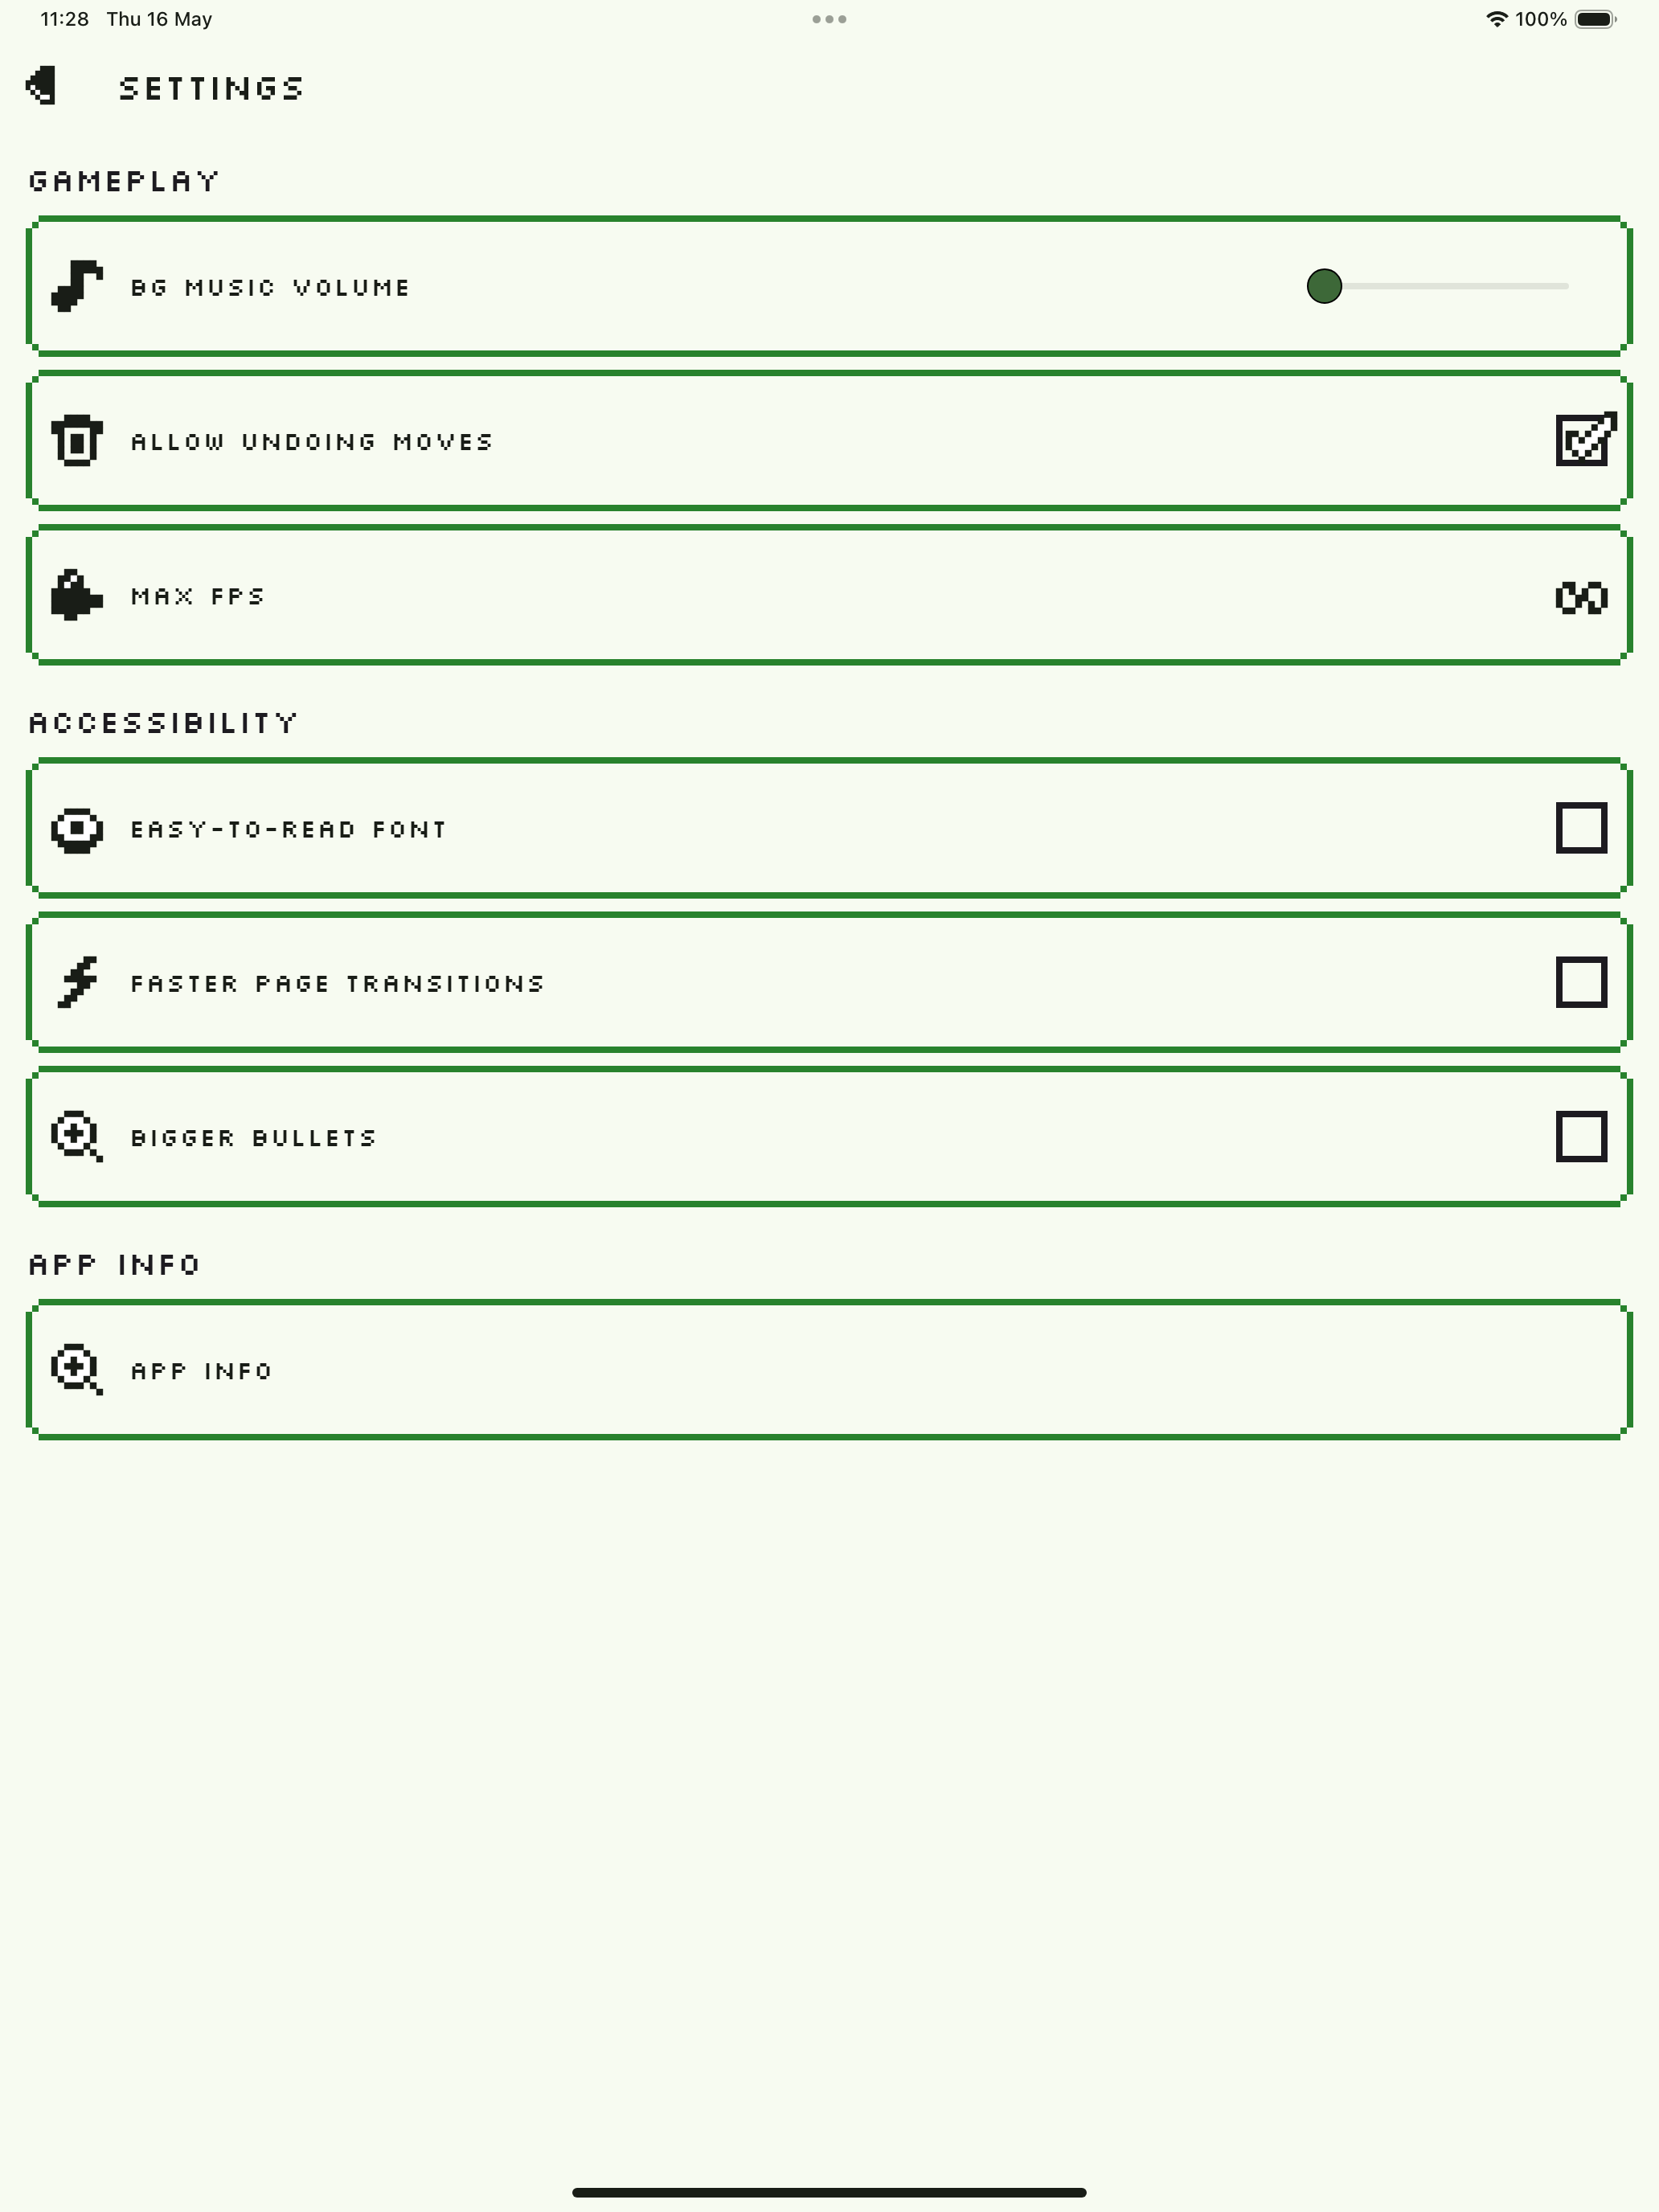 11:28 Thu 16 May 100%
SETTINGS
GAMEPLAY
BG MUSIC VOLUME
ALLOW UNDOING MOVES
MAX FPS ∞
ACCESSIBILITY
EASY-TO-READ FONT
FASTER PAGE TRANSITIONS
BIGGER BULLETS
APP INFO
APP INFO